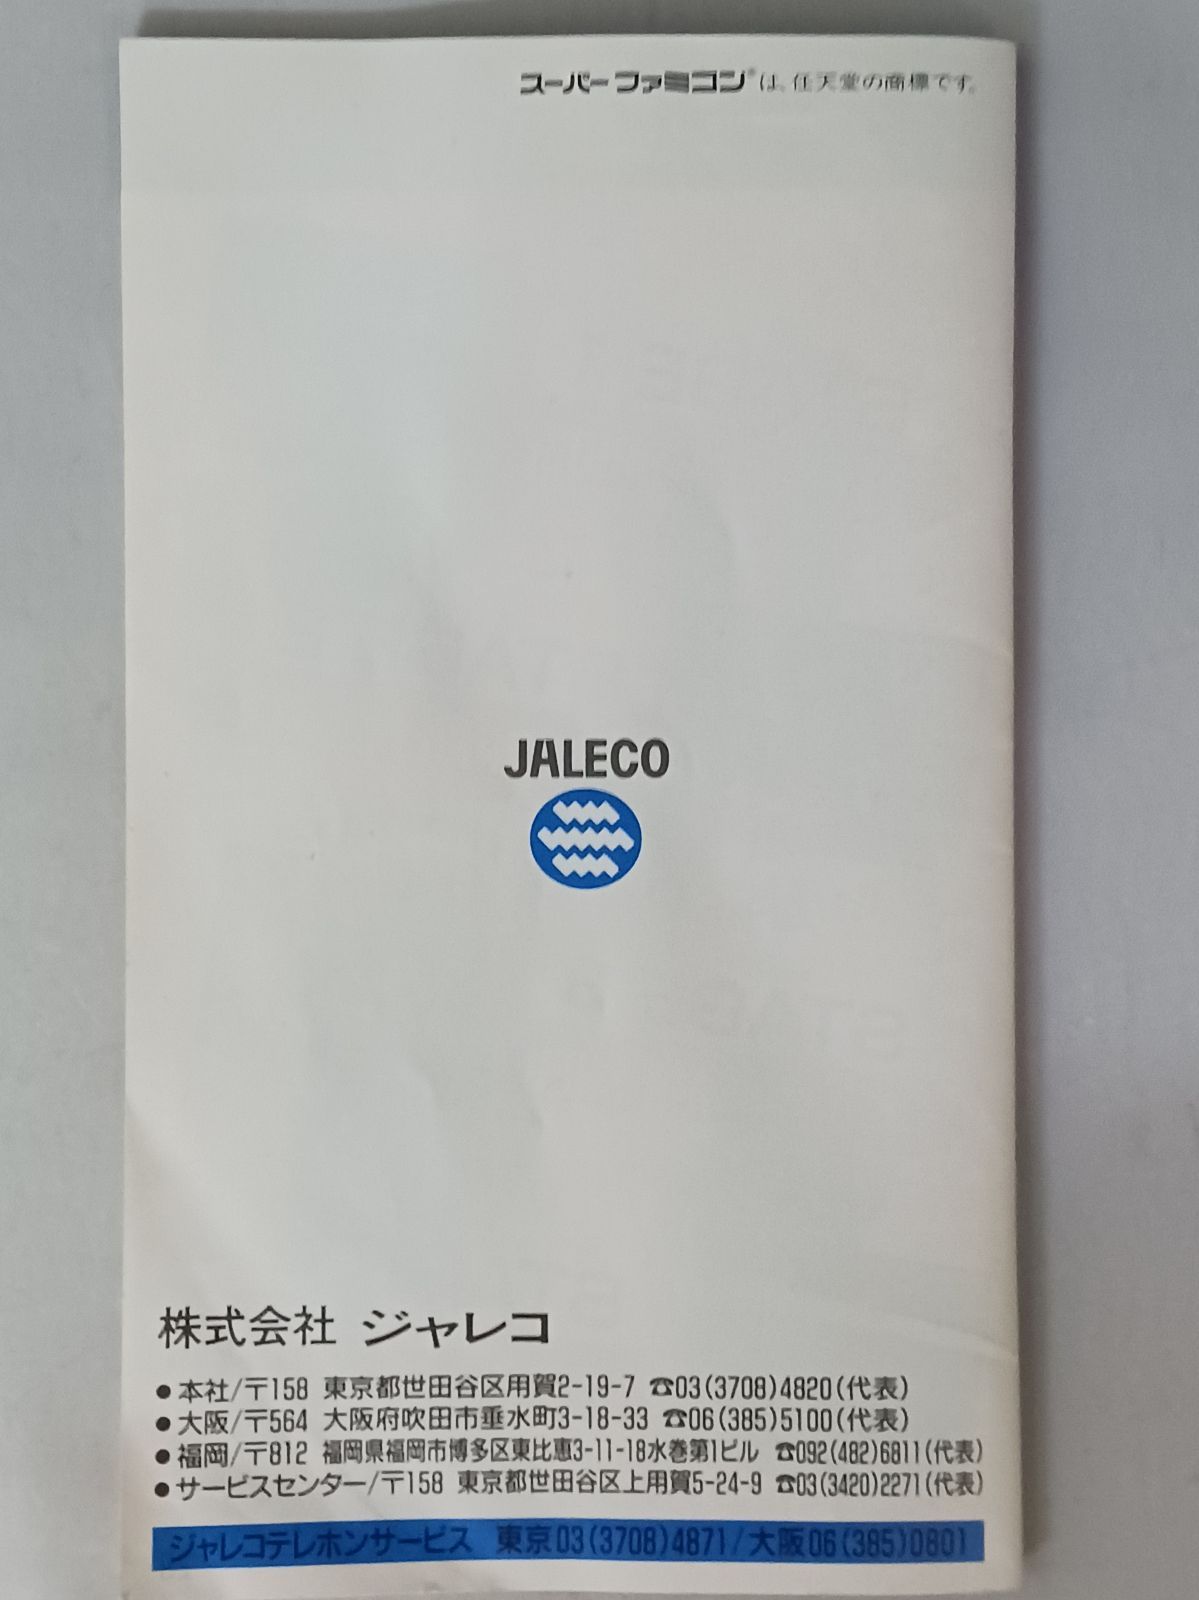 スーパーファミコン®は、任天堂の商標です。
JALECO
株式会社 ジャレコ
●本社/〒158 東京都世田谷区用賀2-19-7 ☎03(3708)4820(代表)
●大阪/〒564 大阪府吹田市垂水町3-18-33 ☎06(385)5100(代表)
●福岡/〒812 福岡県福岡市博多区東比恵3-11-18水巻第1ビル ☎092(482)6811(代表)
●サービスセンター/〒158 東京都世田谷区上用賀5-24-9 ☎03(3420)2271(代表)
ジャレコテレホンサービス 東京03(3708)4871/大阪06(385)0801